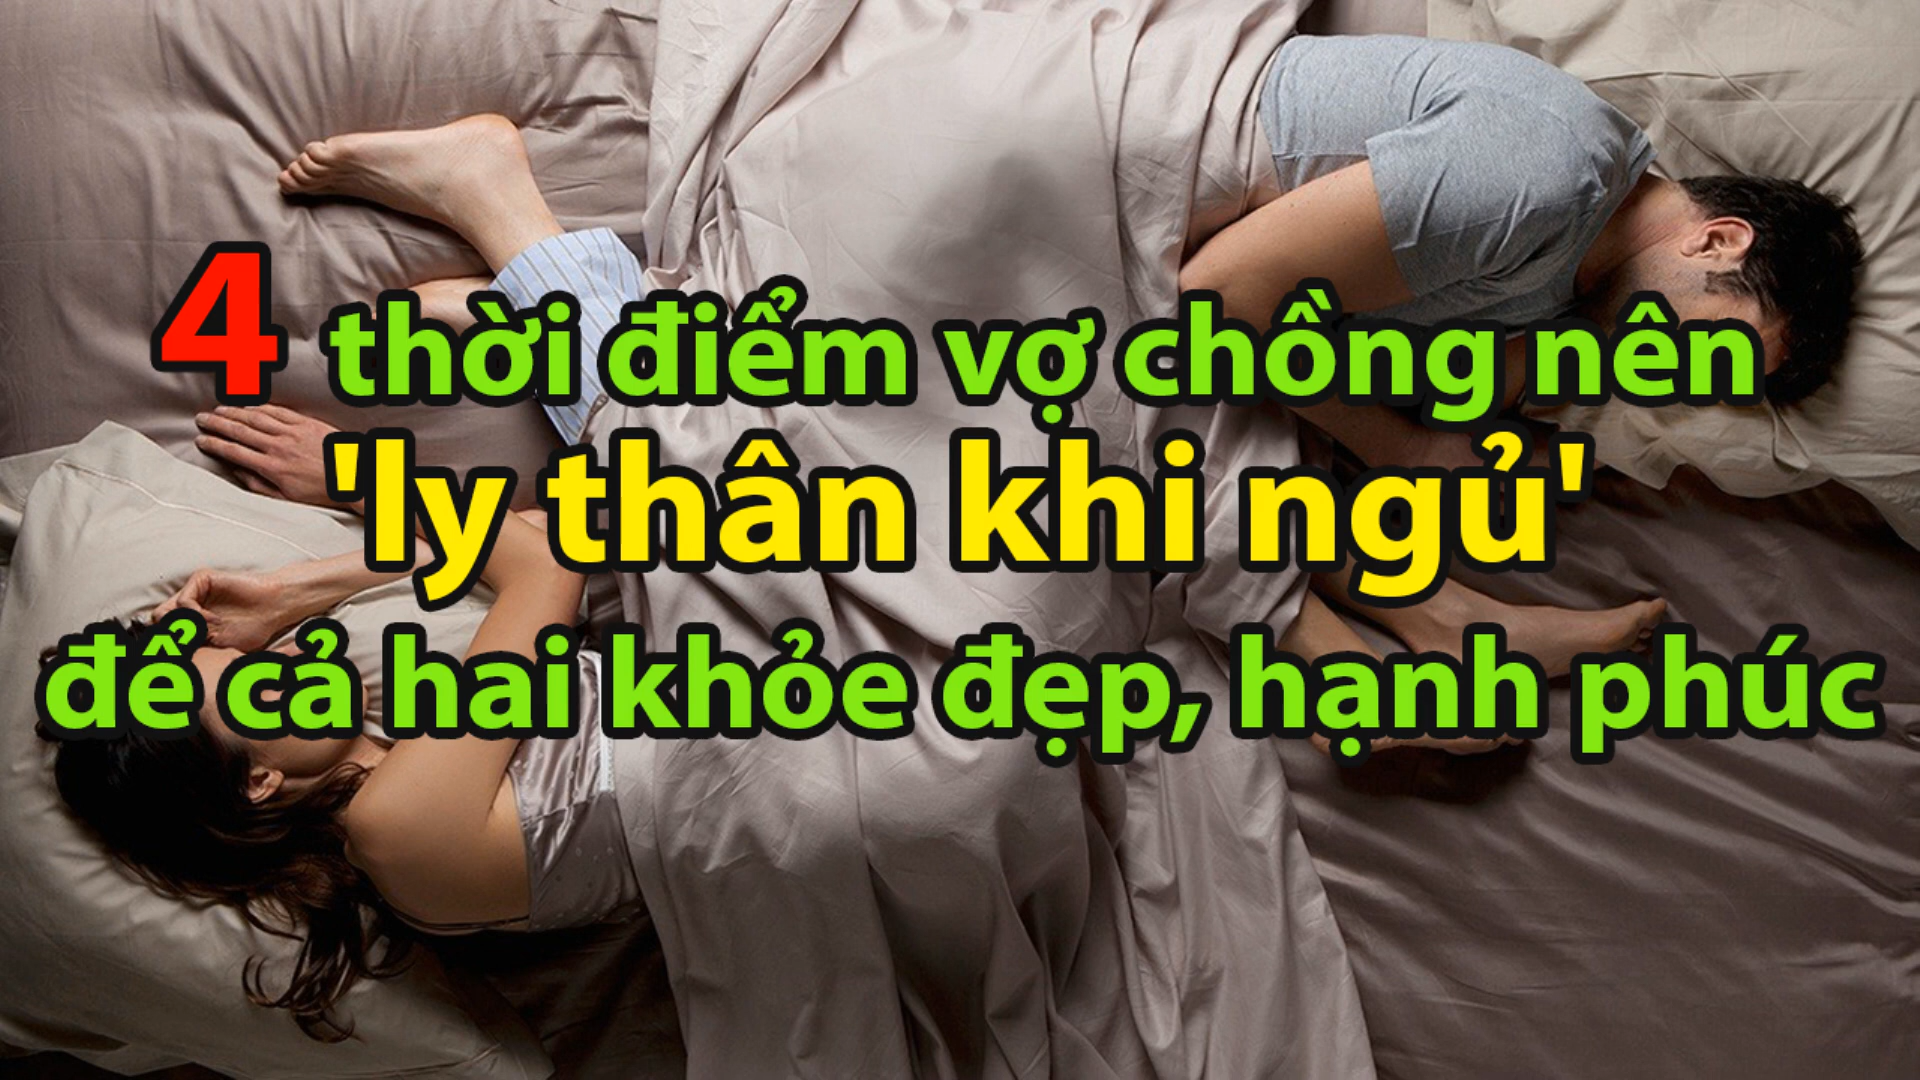 4 thời điểm vợ chồng nên
'ly thân khi ngủ'
để cả hai khỏe đẹp, hạnh phúc